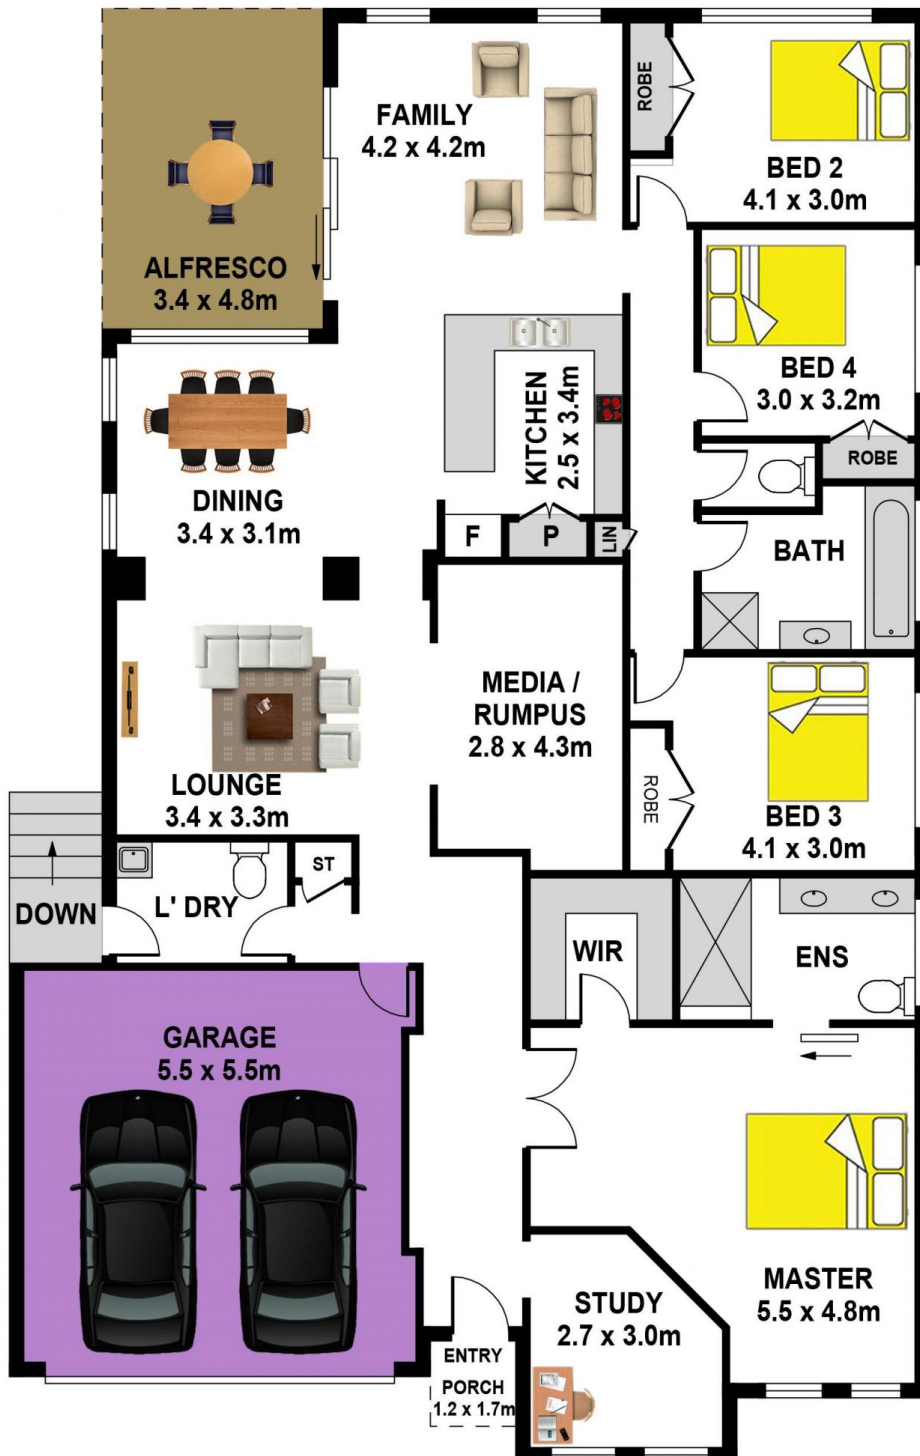 FAMILY
4.2 x 4.2m
ROBE
BED 2
4.1 x 3.0m
ALFRESCO
3.4 x 4.8m
KITCHEN
2.5 x 3.4m
BED 4
3.0 x 3.2m
ROBE
DINING
3.4 x 3.1m
F
P
LIN
BATH
MEDIA /
RUMPUS
2.8 x 4.3m
LOUNGE
3.4 x 3.3m
ROBE
BED 3
4.1 x 3.0m
DOWN
L' DRY
ST
WIR
ENS
GARAGE
5.5 x 5.5m
MASTER
5.5 x 4.8m
STUDY
2.7 x 3.0m
ENTRY
PORCH
1.2 x 1.7m